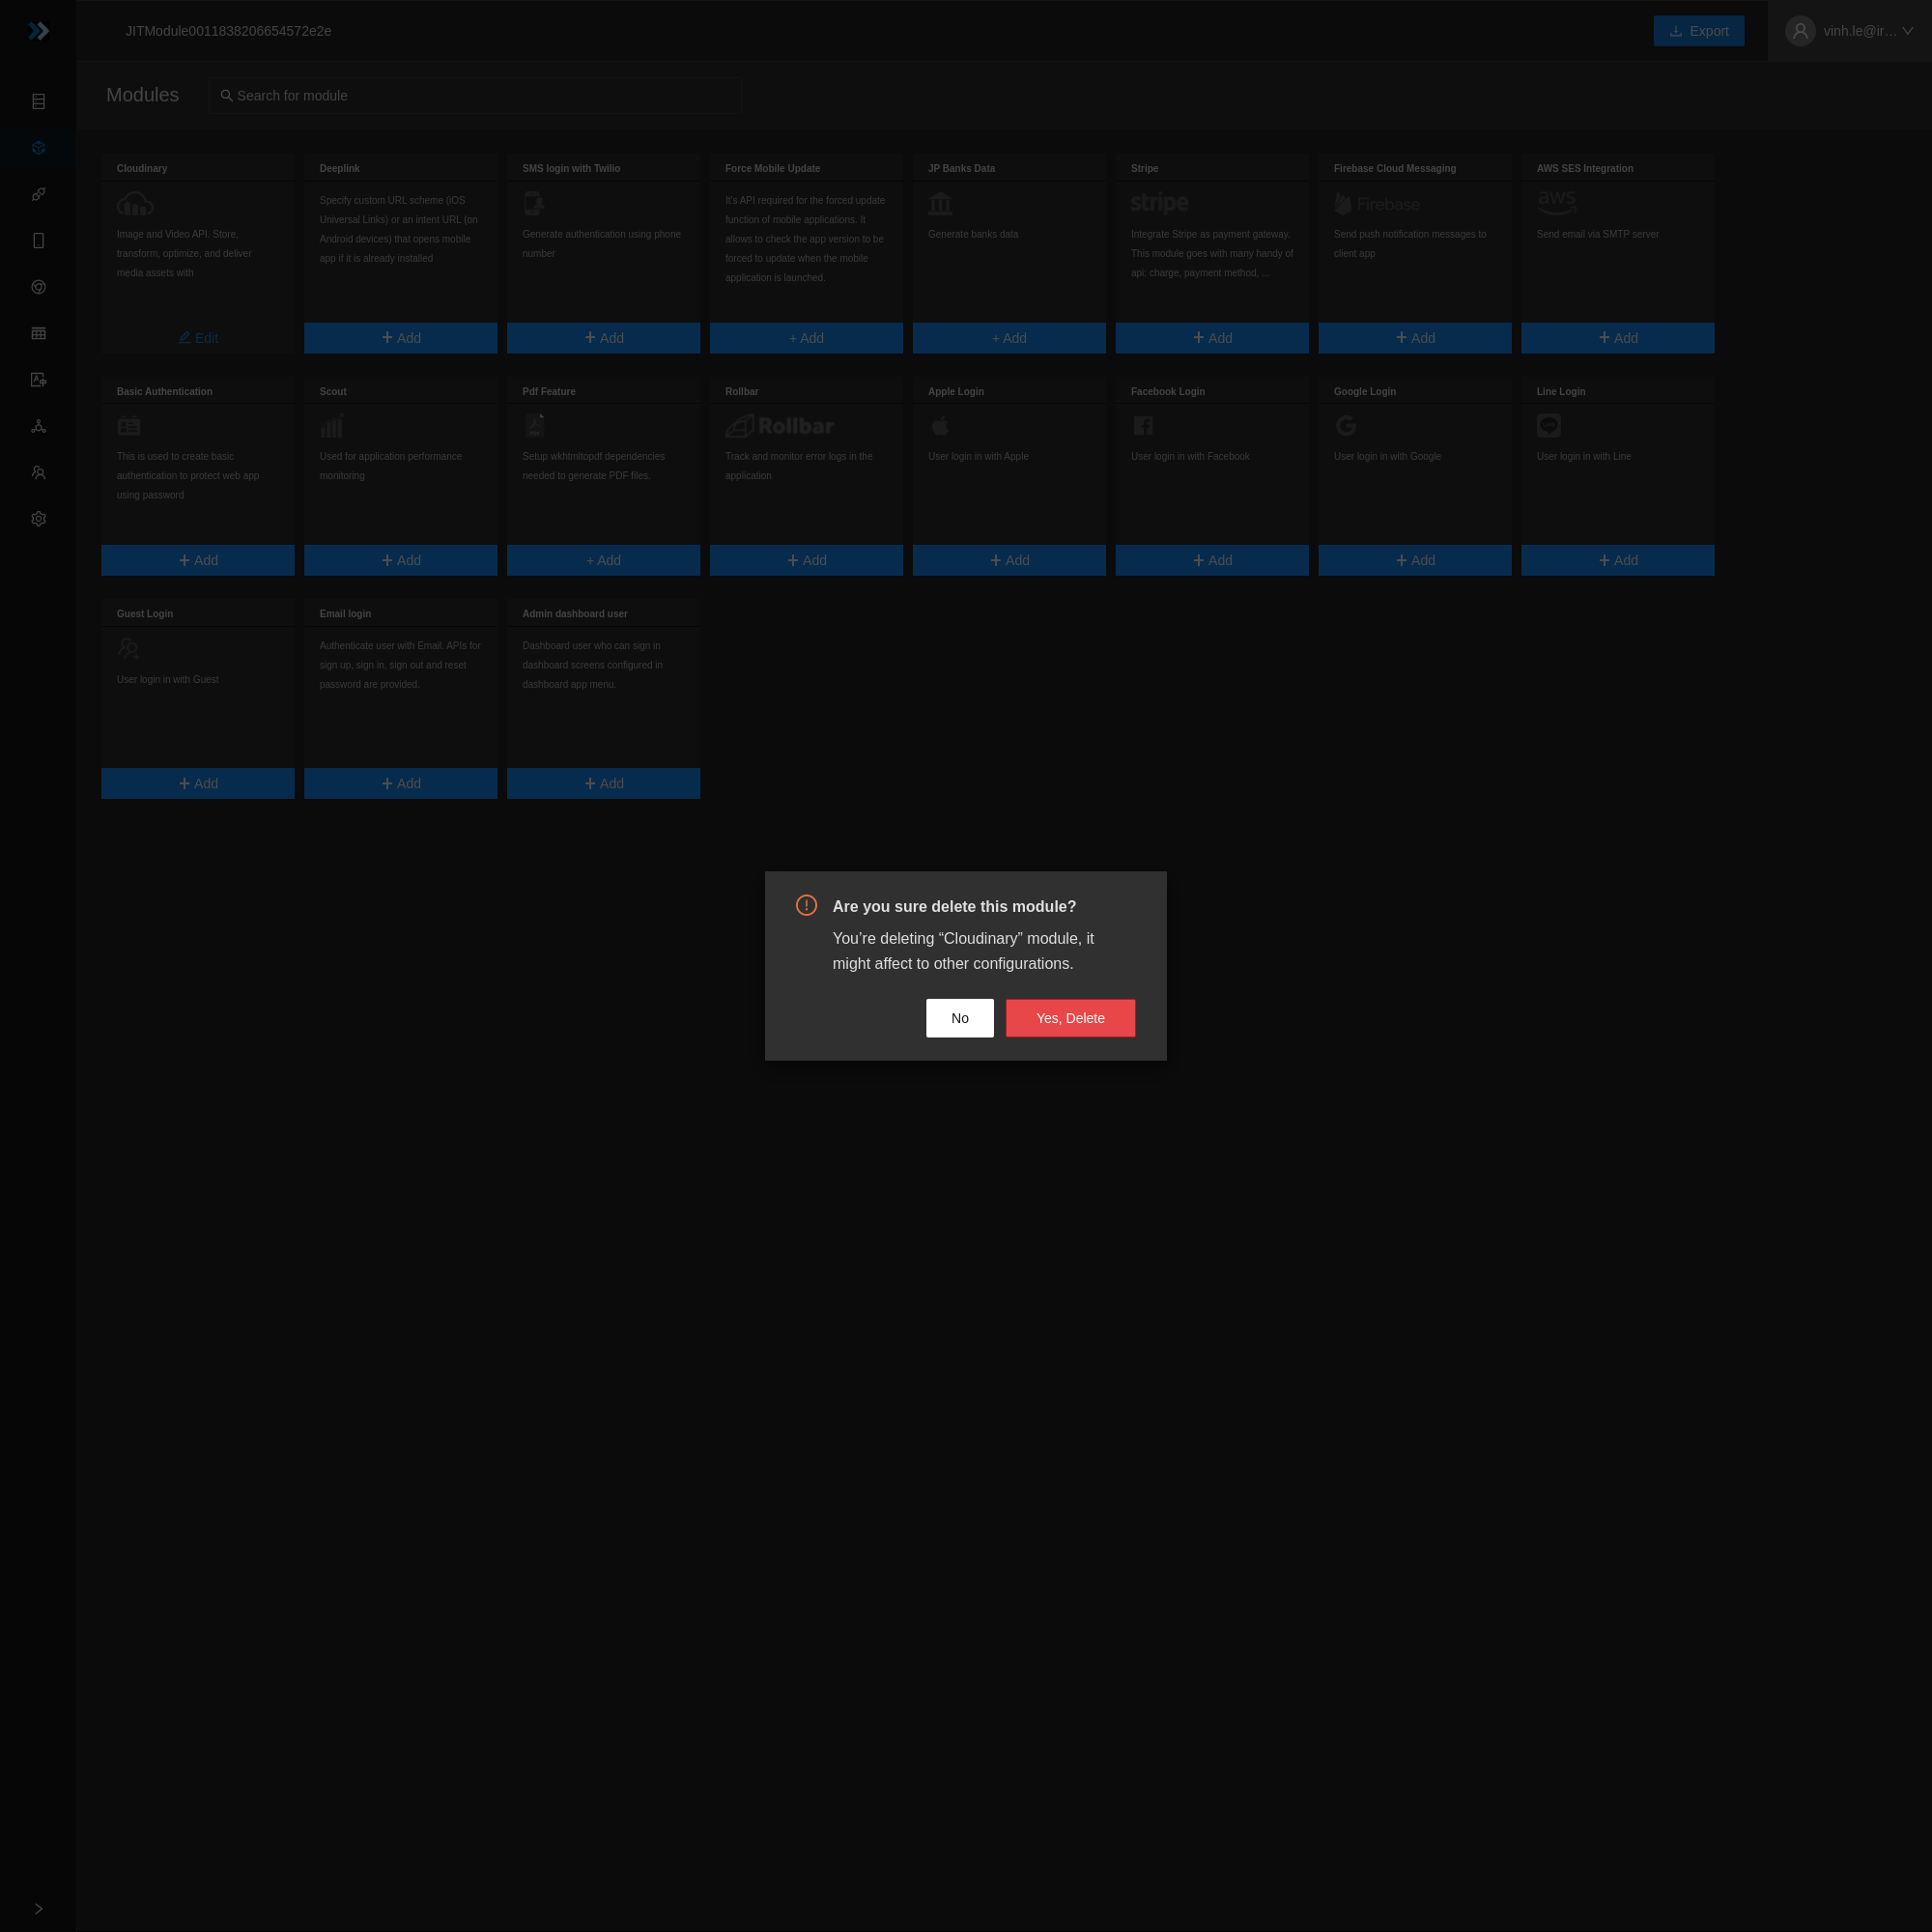 JITModule0011838206654572e2e
Export
vinh.le@ir…
Modules
Search for module
Cloudinary
Image and Video API. Store,
transform, optimize, and deliver
media assets with
Edit
Deeplink
Specify custom URL scheme (iOS
Universal Links) or an intent URL (on
Android devices) that opens mobile
app if it is already installed
Add
SMS login with Twilio
Generate authentication using phone
number
Add
Force Mobile Update
It's API required for the forced update
function of mobile applications. It
allows to check the app version to be
forced to update when the mobile
application is launched.
+ Add
JP Banks Data
Generate banks data
+ Add
Stripe
stripe
Integrate Stripe as payment gateway.
This module goes with many handy of
api: charge, payment method, ...
Add
Firebase Cloud Messaging
Firebase
Send push notification messages to
client app
Add
AWS SES Integration
aws
Send email via SMTP server
Add
Basic Authentication
This is used to create basic
authentication to protect web app
using password
Add
Scout
Used for application performance
monitoring
Add
Pdf Feature
Setup wkhtmltopdf dependencies
needed to generate PDF files.
+ Add
Rollbar
Rollbar
Track and monitor error logs in the
application
Add
Apple Login
User login in with Apple
Add
Facebook Login
User login in with Facebook
Add
Google Login
User login in with Google
Add
Line Login
User login in with Line
Add
Guest Login
User login in with Guest
Add
Email login
Authenticate user with Email. APIs for
sign up, sign in, sign out and reset
password are provided.
Add
Admin dashboard user
Dashboard user who can sign in
dashboard screens configured in
dashboard app menu.
Add
Are you sure delete this module?
You’re deleting “Cloudinary” module, it
might affect to other configurations.
No
Yes, Delete